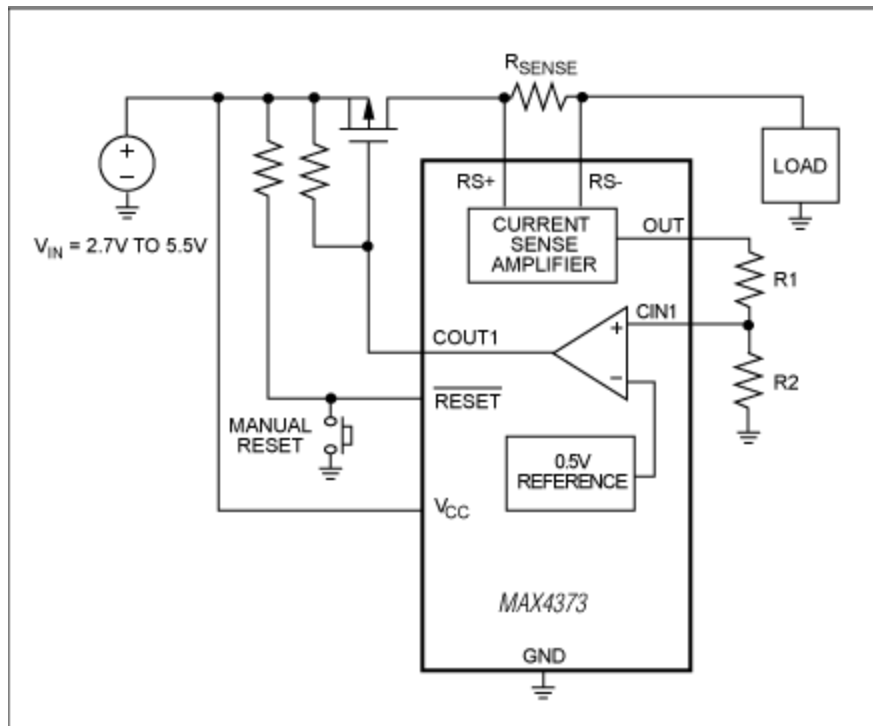 RSENSE
LOAD
RS+
RS-
VIN = 2.7V TO 5.5V
CURRENT
SENSE
AMPLIFIER
OUT
R1
CIN1
+
−
COUT1
R2
RESET
MANUAL
RESET
0.5V
REFERENCE
VCC
MAX4373
GND